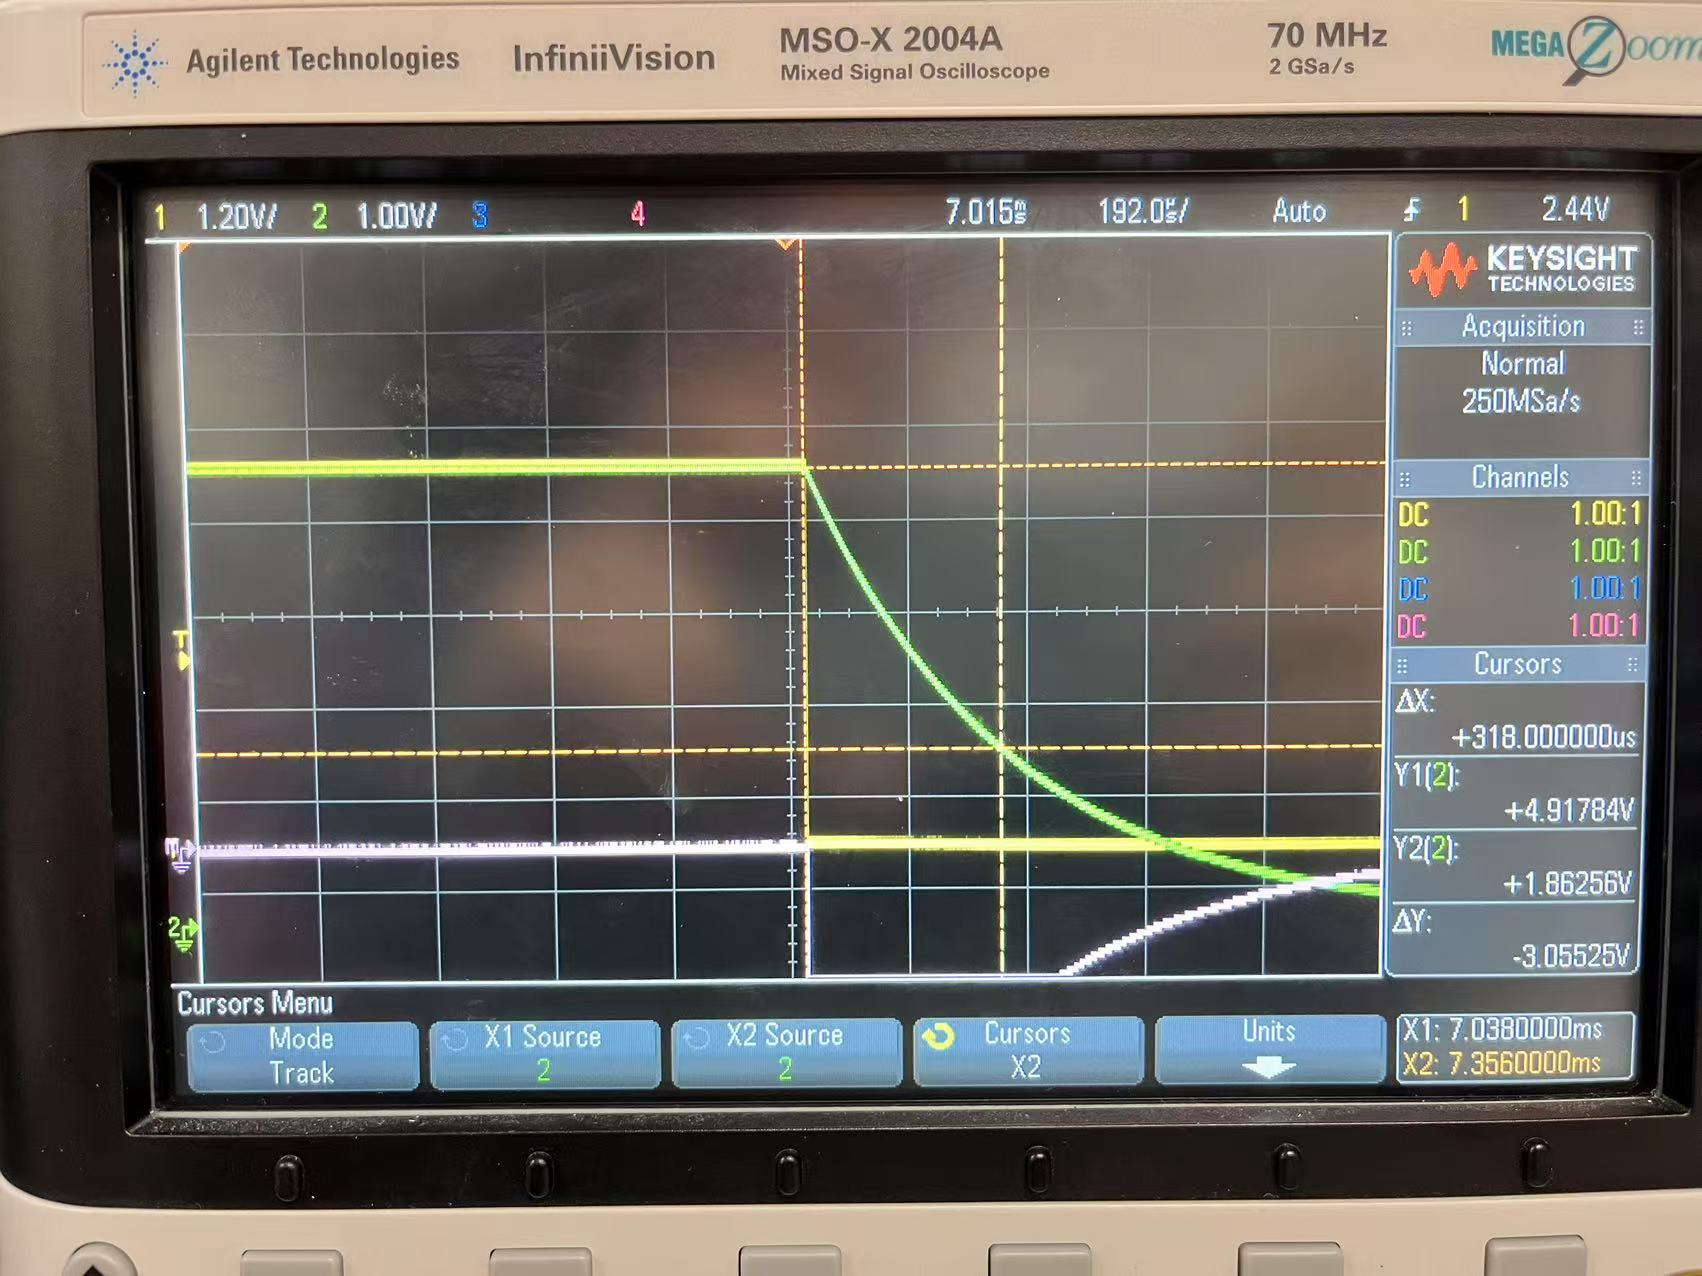 Agilent Technologies InfiniiVision MSO-X 2004A 70 MHz MEGA Zoom
Mixed Signal Oscilloscope 2 GSa/s
1 1.20V/ 2 1.00V/ 3 4 7.015ms 192.0us/ Auto 1 2.44V
KEYSIGHT
TECHNOLOGIES
Acquisition
Normal
250MSa/s
Channels
DC 1.00:1
DC 1.00:1
DC 1.00:1
DC 1.00:1
Cursors
ΔX:
+318.000000us
Y1(2):
+4.91784V
Y2(2):
+1.86256V
ΔY:
-3.05525V
T
2
Cursors Menu
Mode
Track
X1 Source
2
X2 Source
2
Cursors
X2
Units
X1: 7.0380000ms
X2: 7.3560000ms